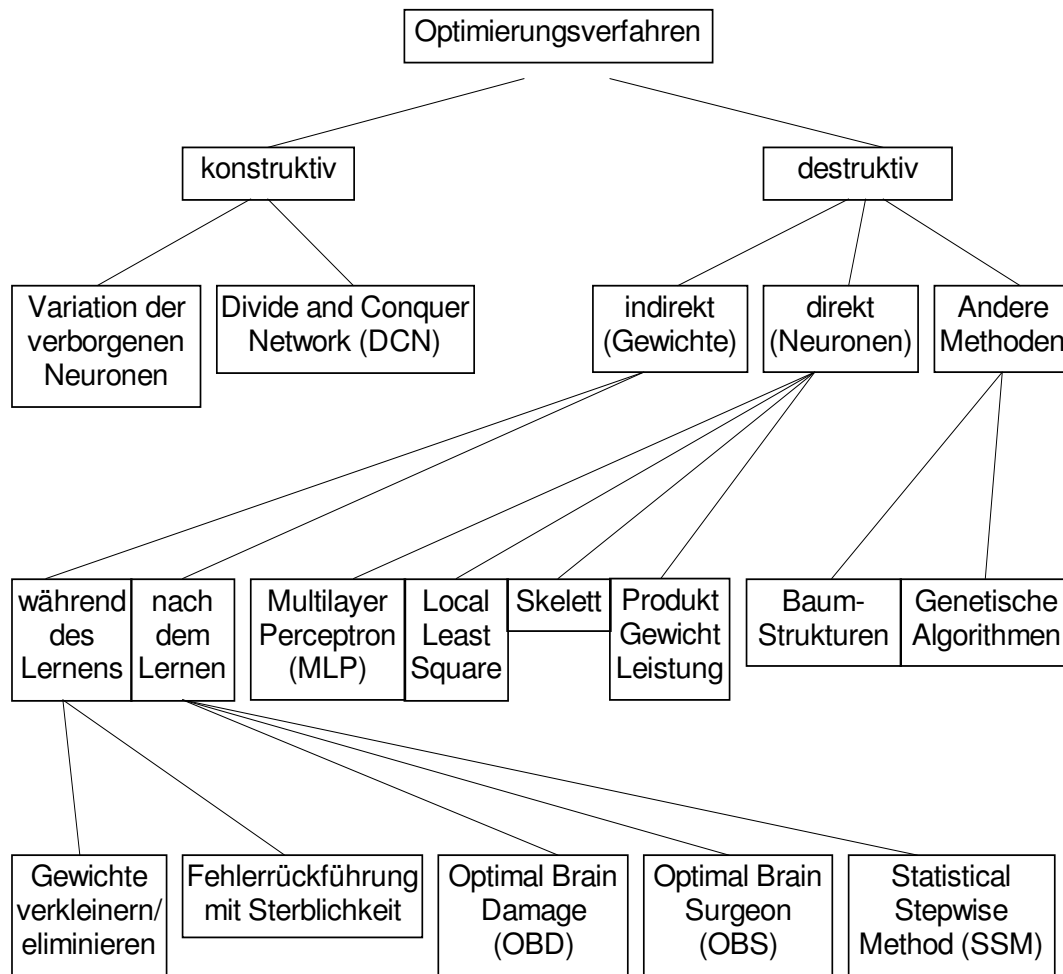 Optimierungsverfahren
konstruktiv
destruktiv
Variation der
verborgenen
Neuronen
Divide and Conquer
Network (DCN)
indirekt
(Gewichte)
direkt
(Neuronen)
Andere
Methoden
während
des
Lernens
nach
dem
Lernen
Multilayer
Perceptron
(MLP)
Local
Least
Square
Skelett
Produkt
Gewicht
Leistung
Baum-
Strukturen
Genetische
Algorithmen
Gewichte
verkleinern/
eliminieren
Fehlerrückführung
mit Sterblichkeit
Optimal Brain
Damage
(OBD)
Optimal Brain
Surgeon
(OBS)
Statistical
Stepwise
Method (SSM)